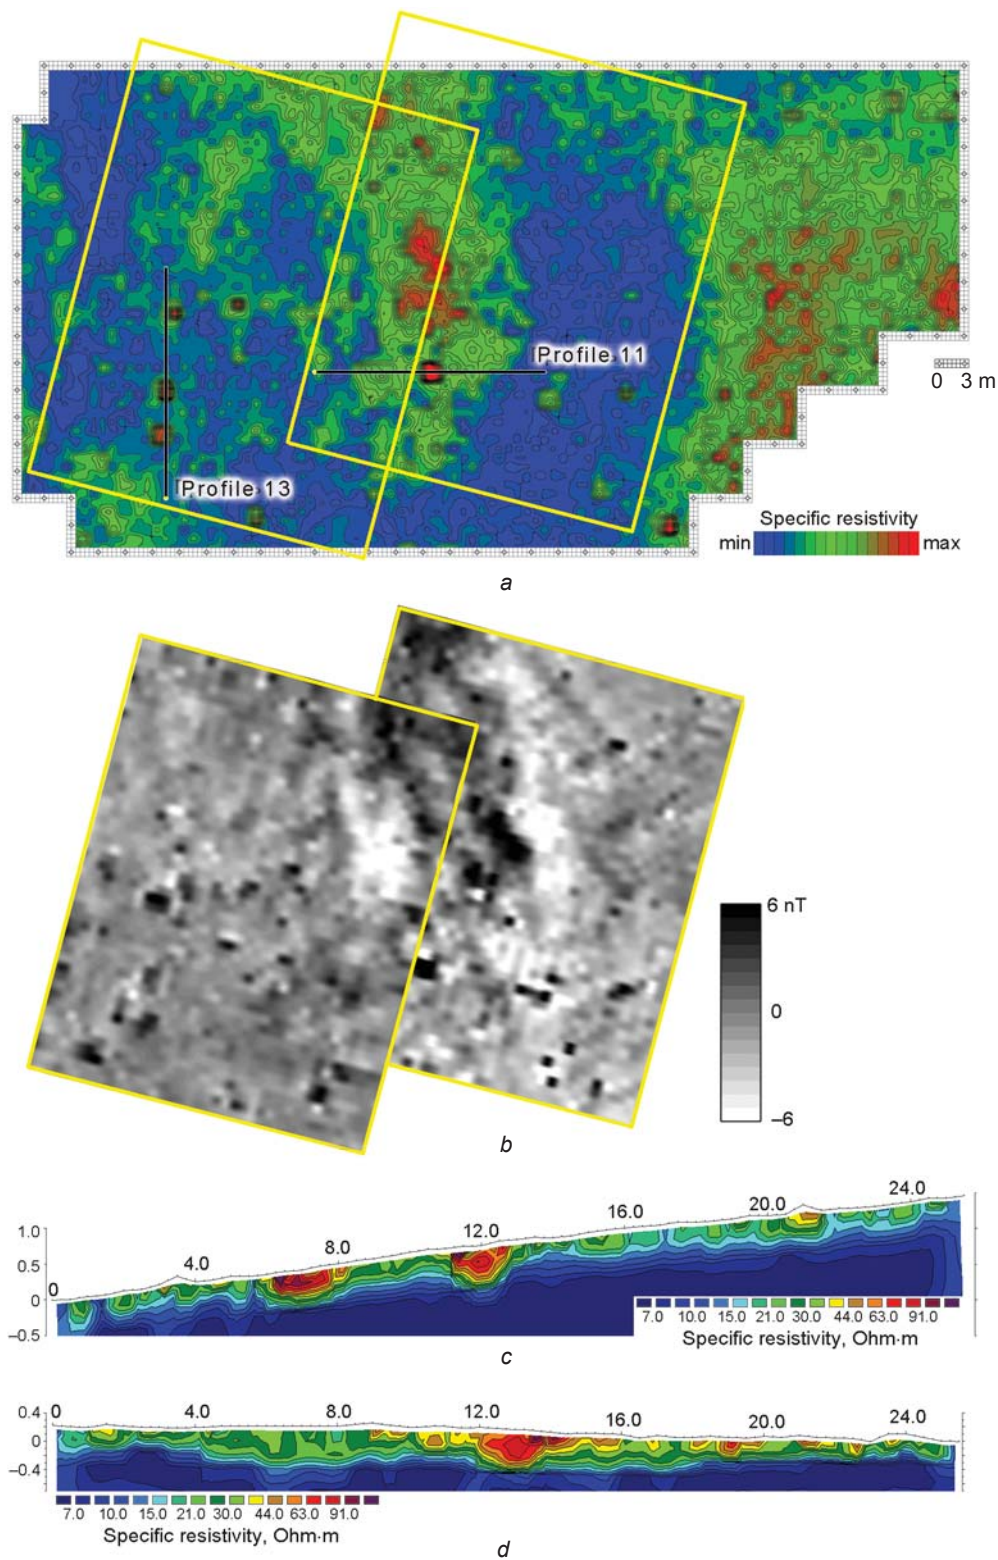 Profile 11
0 3 m
Profile 13
Specific resistivity
min max
a
6 nT
0
–6
b
24.0
20.0
16.0
12.0
8.0
4.0
0
1.0
0.5
0
–0.5
7.0 10.0 15.0 21.0 30.0 44.0 63.0 91.0
Specific resistivity, Ohm·m
c
0 4.0 8.0 12.0 16.0 20.0 24.0
0.4
0
–0.4
7.0 10.0 15.0 21.0 30.0 44.0 63.0 91.0
Specific resistivity, Ohm·m
d